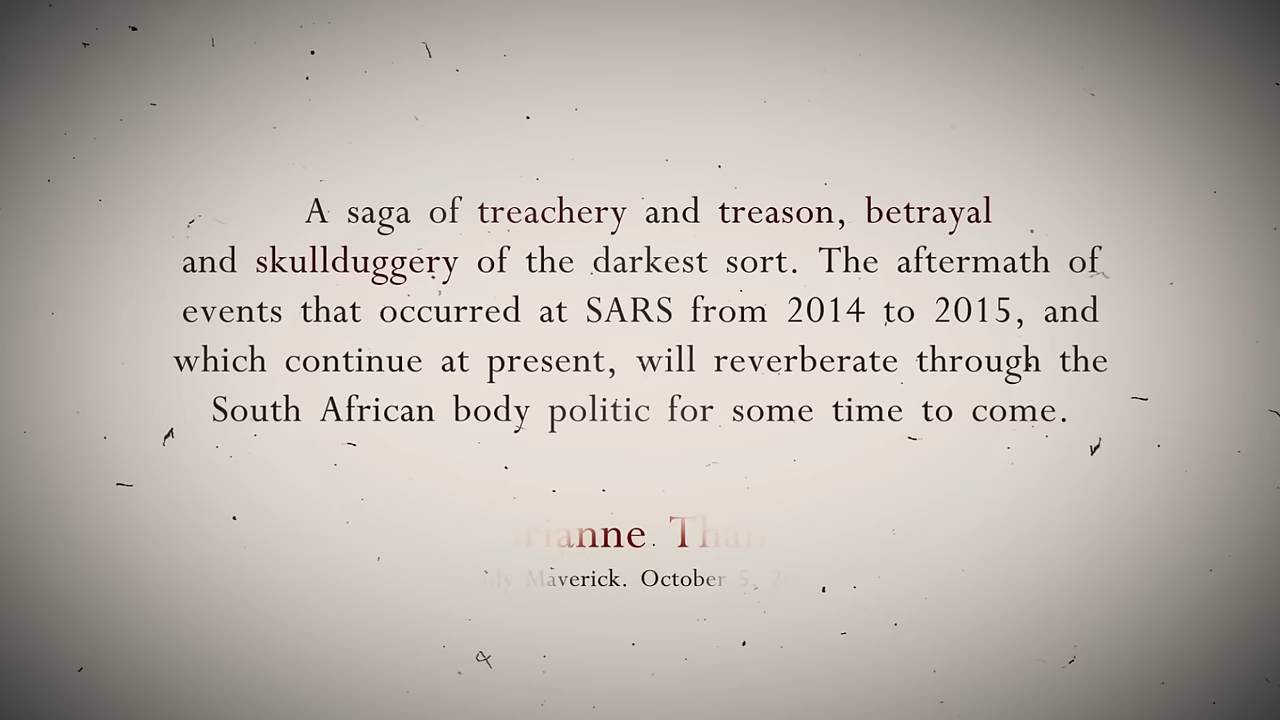 A saga of treachery and treason, betrayal
and skullduggery of the darkest sort. The aftermath of
events that occurred at SARS from 2014 to 2015, and
which continue at present, will reverberate through the
South African body politic for some time to come.
Maverick. October 5,